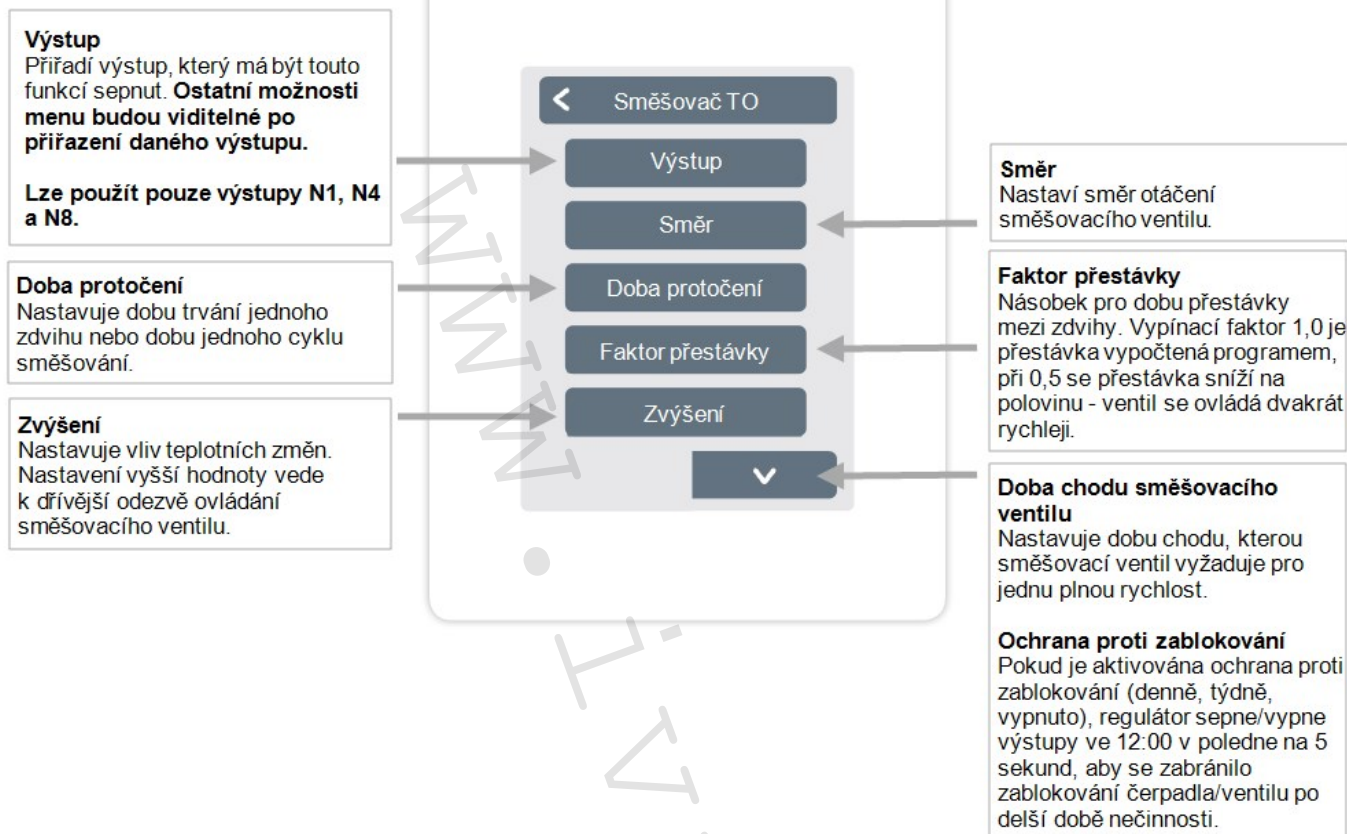 Výstup
Přiřadí výstup, který má být touto
funkcí sepnut. Ostatní možnosti
menu budou viditelné po
přiřazení daného výstupu.
Lze použít pouze výstupy N1, N4
a N8.
Doba protočení
Nastavuje dobu trvání jednoho
zdvihu nebo dobu jednoho cyklu
směšování.
Zvýšení
Nastavuje vliv teplotních změn.
Nastavení vyšší hodnoty vede
k dřívější odezvě ovládání
směšovacího ventilu.
Směšovač TO
Výstup
Směr
Doba protočení
Faktor přestávky
Zvýšení
Směr
Nastaví směr otáčení
směšovacího ventilu.
Faktor přestávky
Násobek pro dobu přestávky
mezi zdvihy. Vypínací faktor 1,0 je
přestávka vypočtená programem,
při 0,5 se přestávka sníží na
polovinu - ventil se ovládá dvakrát
rychleji.
Doba chodu směšovacího
ventilu
Nastavuje dobu chodu, kterou
směšovací ventil vyžaduje pro
jednu plnou rychlost.
Ochrana proti zablokování
Pokud je aktivována ochrana proti
zablokování (denně, týdně,
vypnuto), regulátor sepne/vypne
výstupy ve 12:00 v poledne na 5
sekund, aby se zabránilo
zablokování čerpadla/ventilu po
delší době nečinnosti.